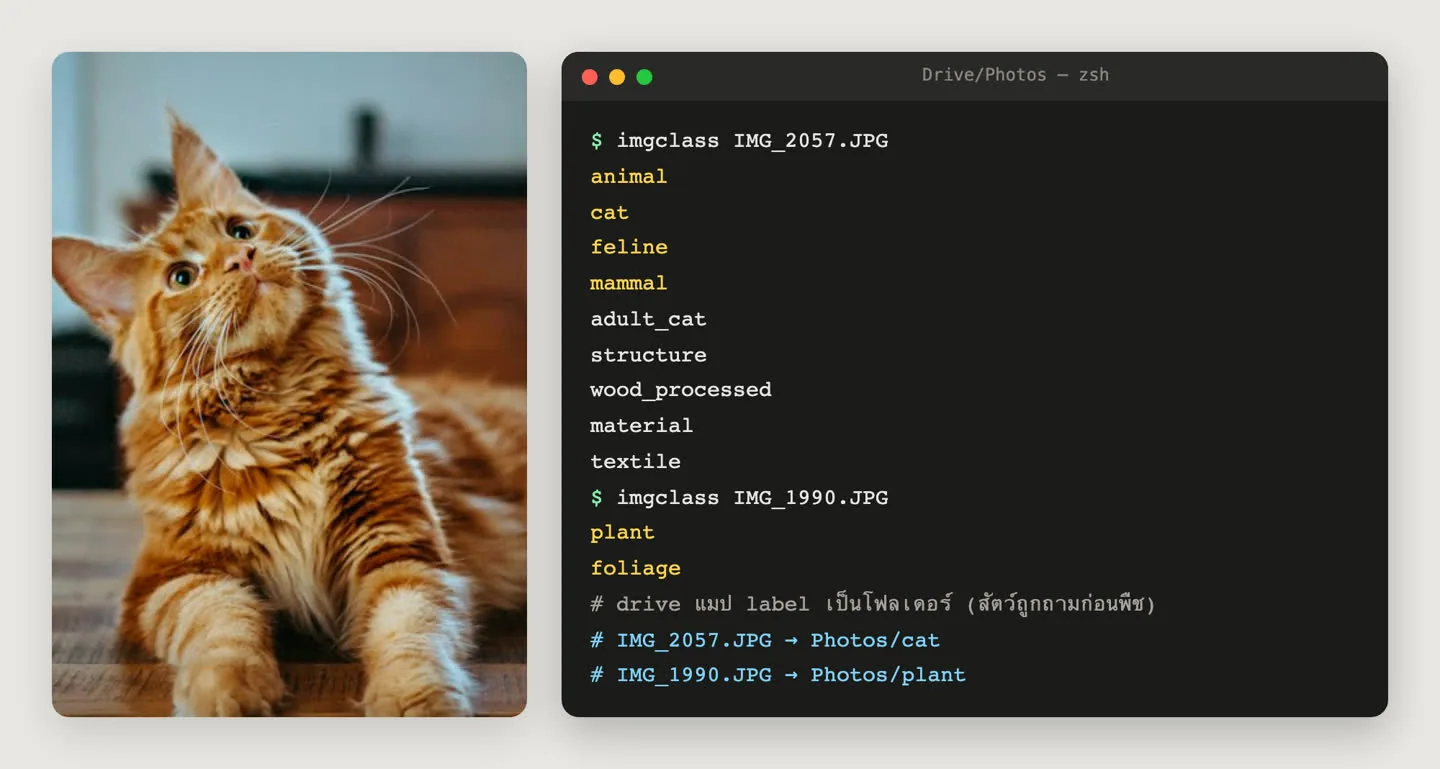 Drive/Photos — zsh
$ imgclass IMG_2057.JPG
animal
cat
feline
mammal
adult_cat
structure
wood_processed
material
textile
$ imgclass IMG_1990.JPG
plant
foliage
# drive แมป label เป็นโฟลเดอร์ (สัตว์ถูกถามก่อนพืช)
# IMG_2057.JPG → Photos/cat
# IMG_1990.JPG → Photos/plant